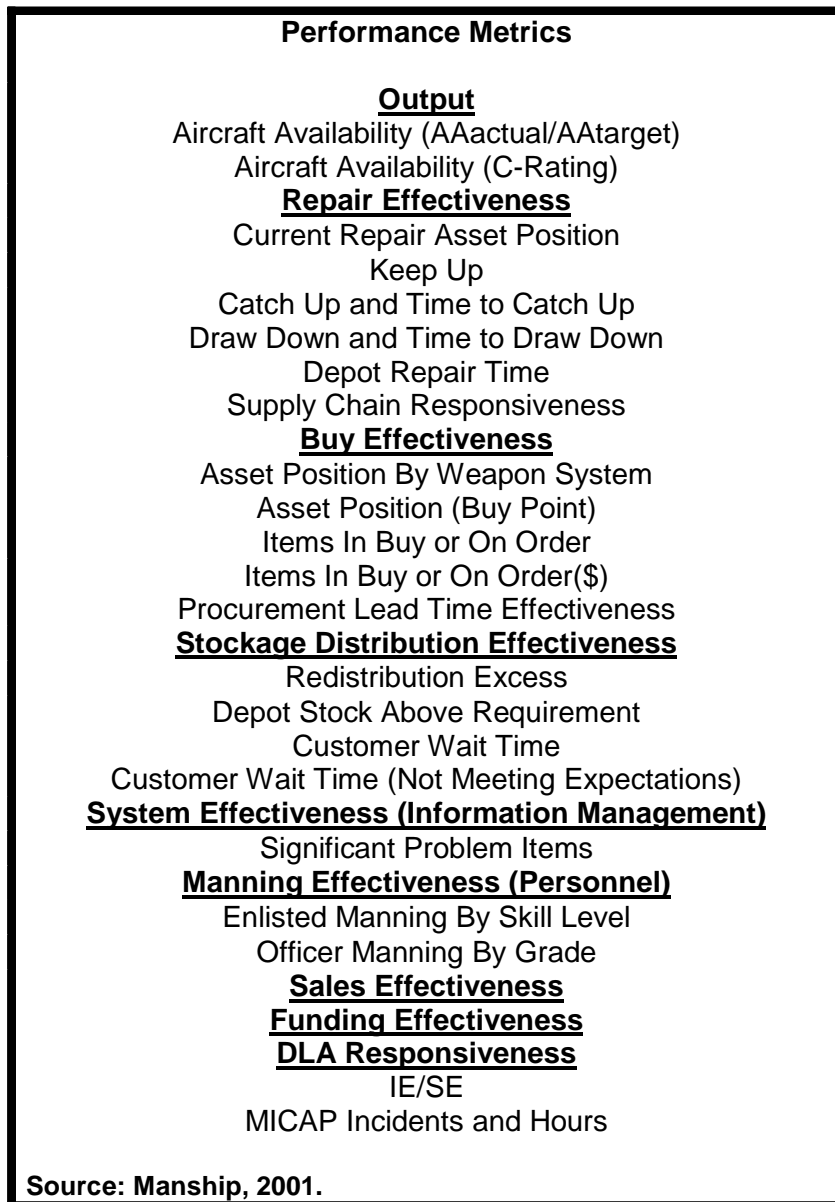 Performance Metrics
Output
Aircraft Availability (AAactual/AAtarget)
Aircraft Availability (C-Rating)
Repair Effectiveness
Current Repair Asset Position
Keep Up
Catch Up and Time to Catch Up
Draw Down and Time to Draw Down
Depot Repair Time
Supply Chain Responsiveness
Buy Effectiveness
Asset Position By Weapon System
Asset Position (Buy Point)
Items In Buy or On Order
Items In Buy or On Order($)
Procurement Lead Time Effectiveness
Stockage Distribution Effectiveness
Redistribution Excess
Depot Stock Above Requirement
Customer Wait Time
Customer Wait Time (Not Meeting Expectations)
System Effectiveness (Information Management)
Significant Problem Items
Manning Effectiveness (Personnel)
Enlisted Manning By Skill Level
Officer Manning By Grade
Sales Effectiveness
Funding Effectiveness
DLA Responsiveness
IE/SE
MICAP Incidents and Hours
Source: Manship, 2001.